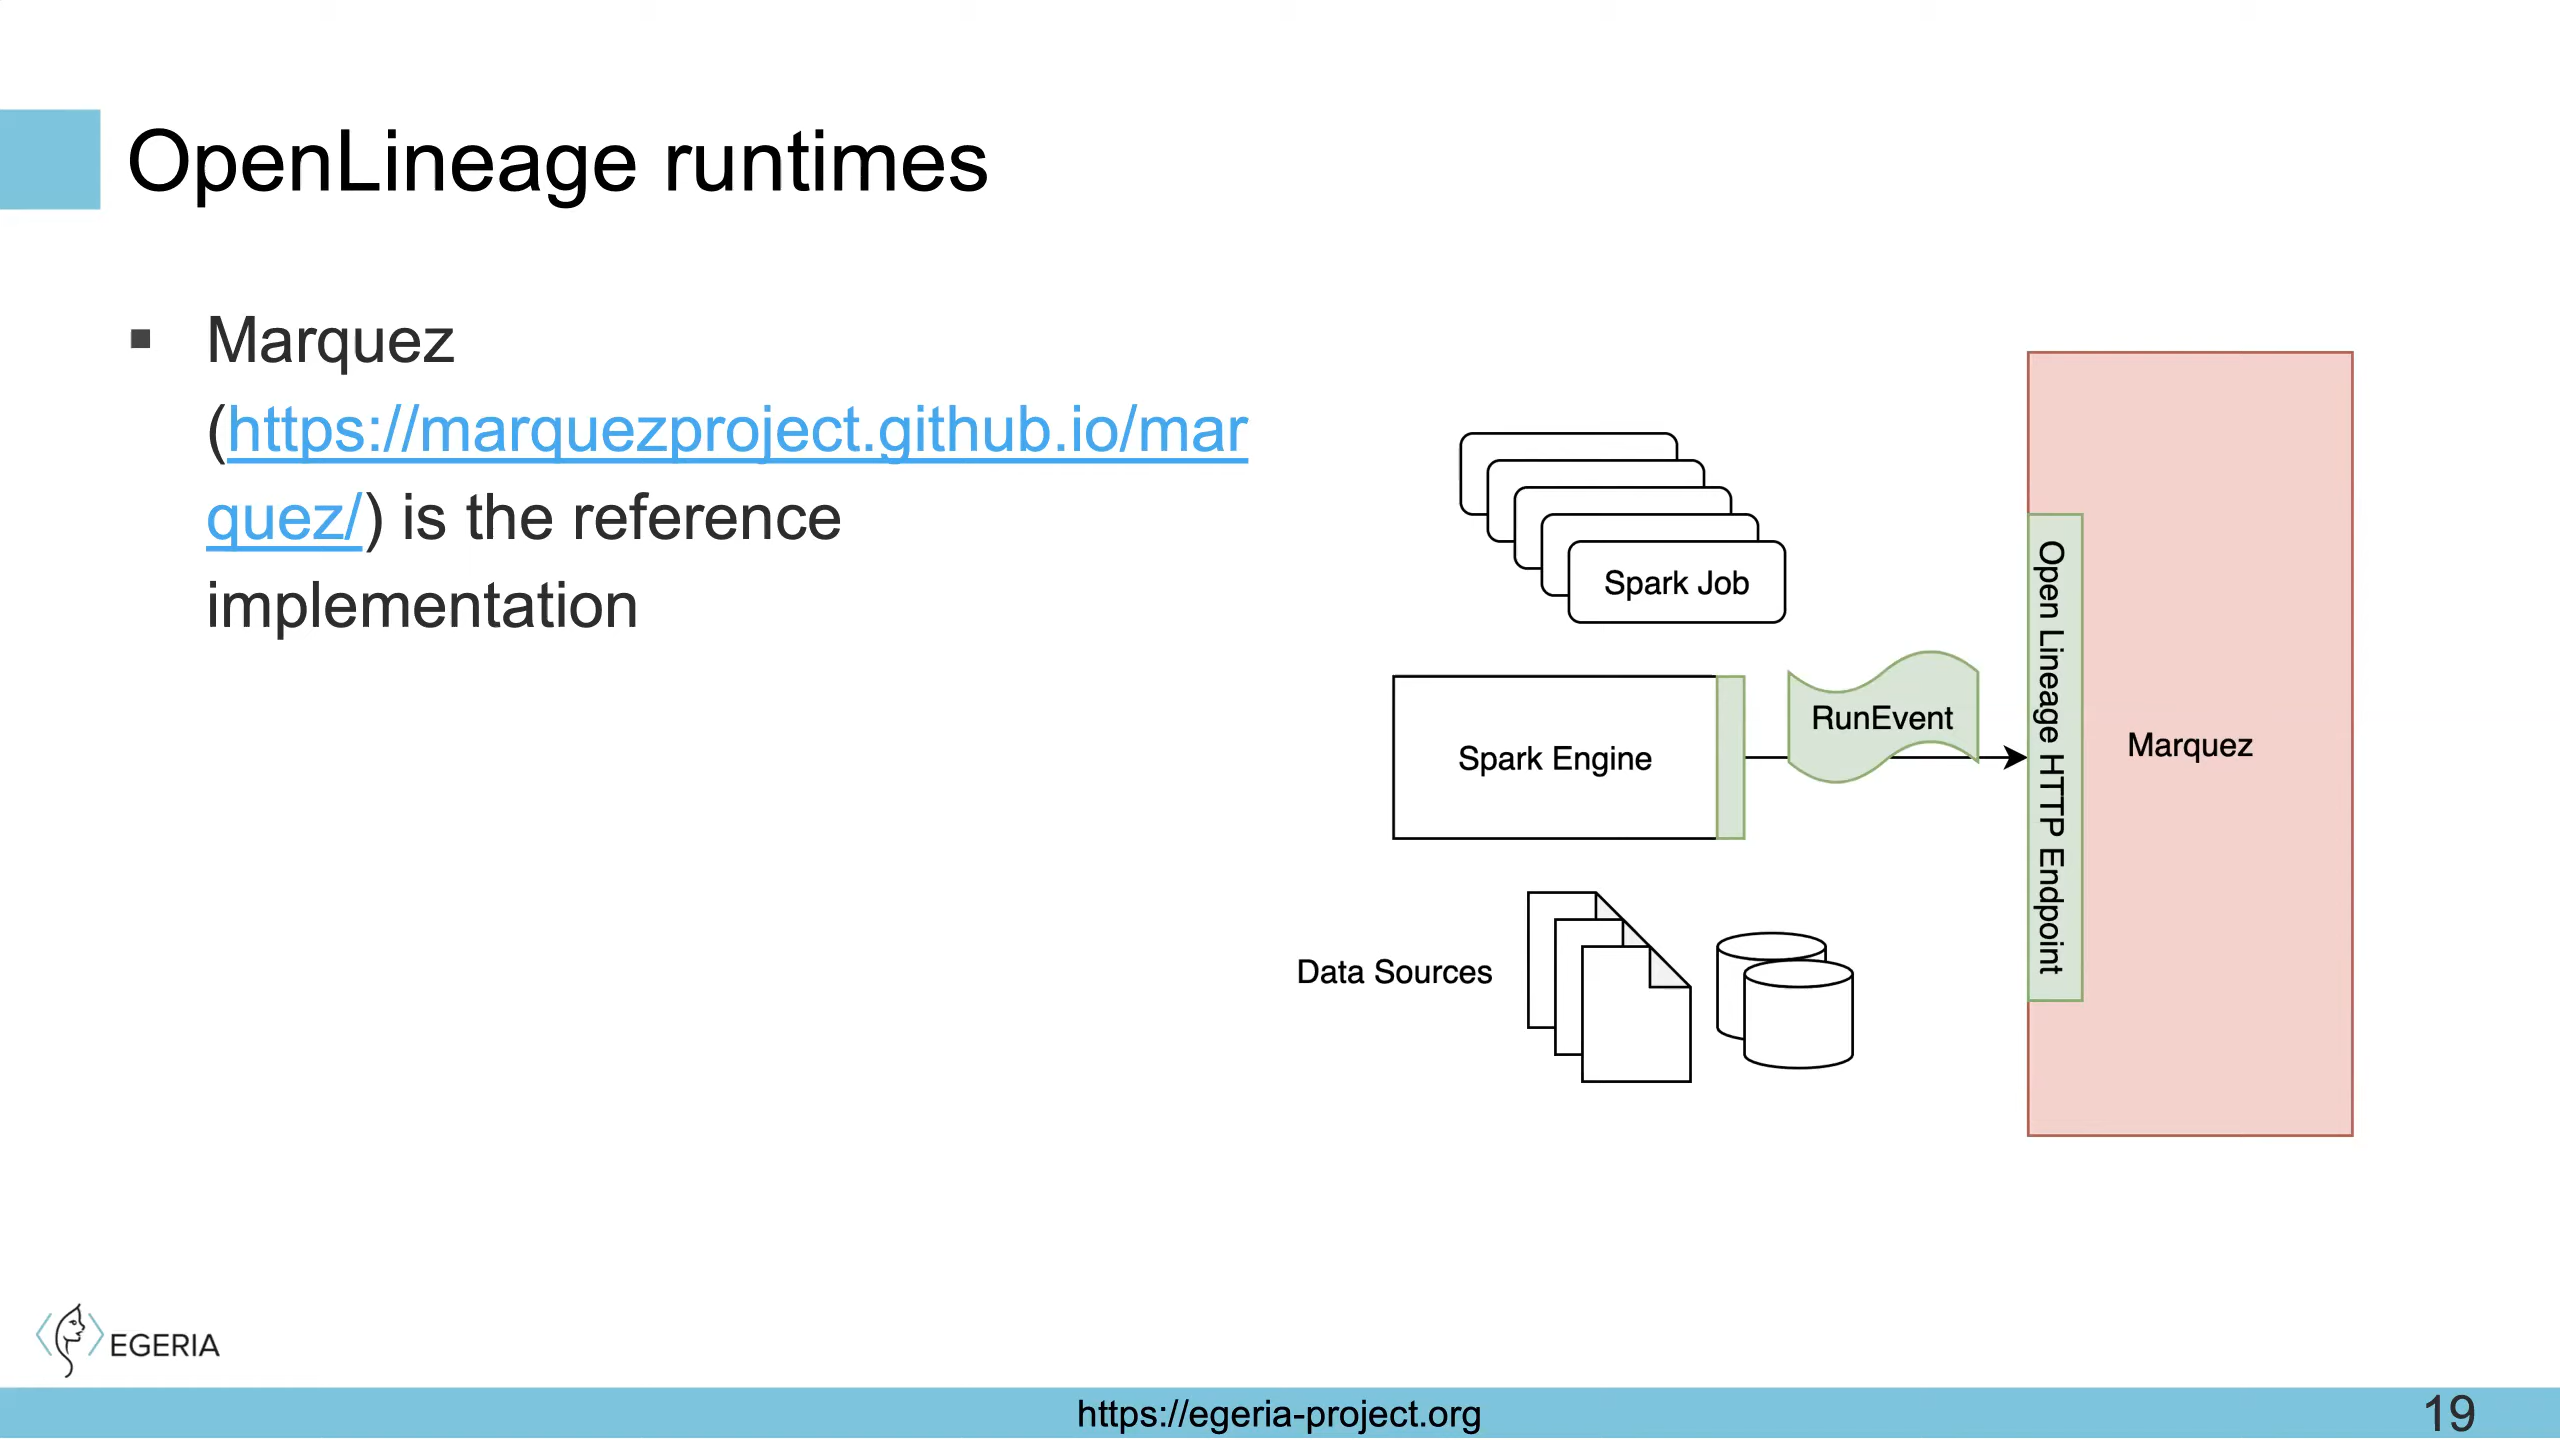 OpenLineage runtimes
▪ Marquez
(https://marquezproject.github.io/mar
quez/) is the reference
implementation
Spark Job
RunEvent
Spark Engine
Open Lineage HTTP Endpoint
Marquez
Data Sources
EGERIA
https://egeria-project.org
19